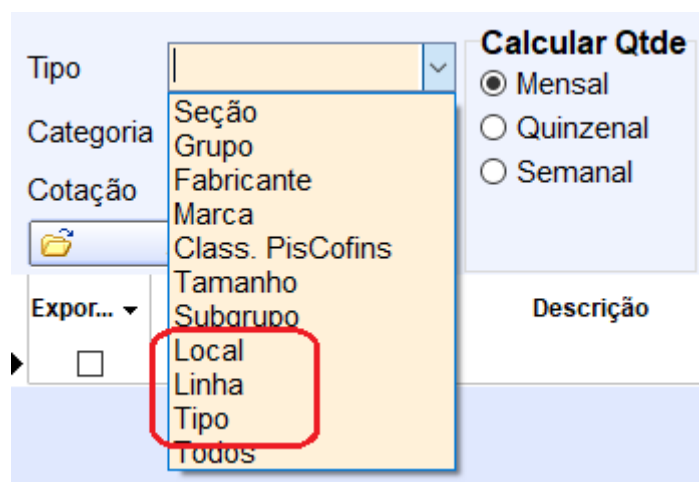 Tipo
Categoria
Cotação
Seção
Grupo
Fabricante
Marca
Class. PisCofins
Tamanho
Subgrupo
Local
Linha
Tipo
Todos
Calcular Qtde
Mensal
Quinzenal
Semanal
Expor...
Descrição